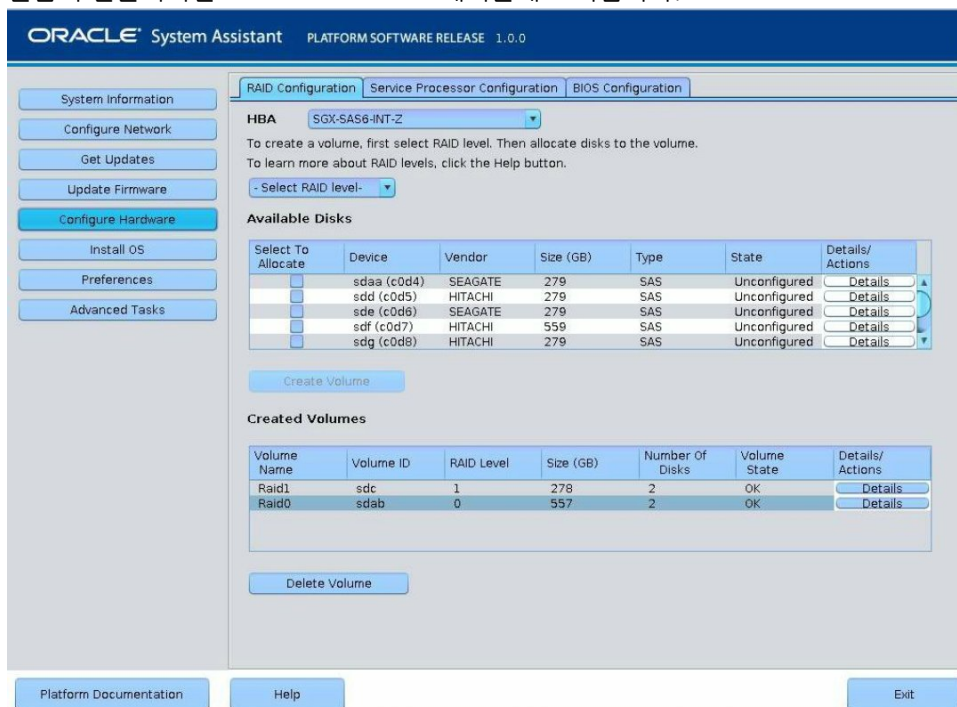 ORACLE System Assistant PLATFORM SOFTWARE RELEASE 1.0.0
System Information
Configure Network
Get Updates
Update Firmware
Configure Hardware
Install OS
Preferences
Advanced Tasks
RAID Configuration Service Processor Configuration BIOS Configuration
HBA SGX-SAS6-INT-Z
To create a volume, first select RAID level. Then allocate disks to the volume.
To learn more about RAID levels, click the Help button.
- Select RAID level-
Available Disks
Select To Allocate Device Vendor Size (GB) Type State Details/ Actions
sdaa (c0d4) SEAGATE 279 SAS Unconfigured Details
sdd (c0d5) HITACHI 279 SAS Unconfigured Details
sde (c0d6) SEAGATE 279 SAS Unconfigured Details
sdf (c0d7) HITACHI 559 SAS Unconfigured Details
sdg (c0d8) HITACHI 279 SAS Unconfigured Details
Create Volume
Created Volumes
Volume Name Volume ID RAID Level Size (GB) Number Of Disks Volume State Details/ Actions
Raid1 sdc 1 278 2 OK Details
Raid0 sdab 0 557 2 OK Details
Delete Volume
Platform Documentation Help Exit